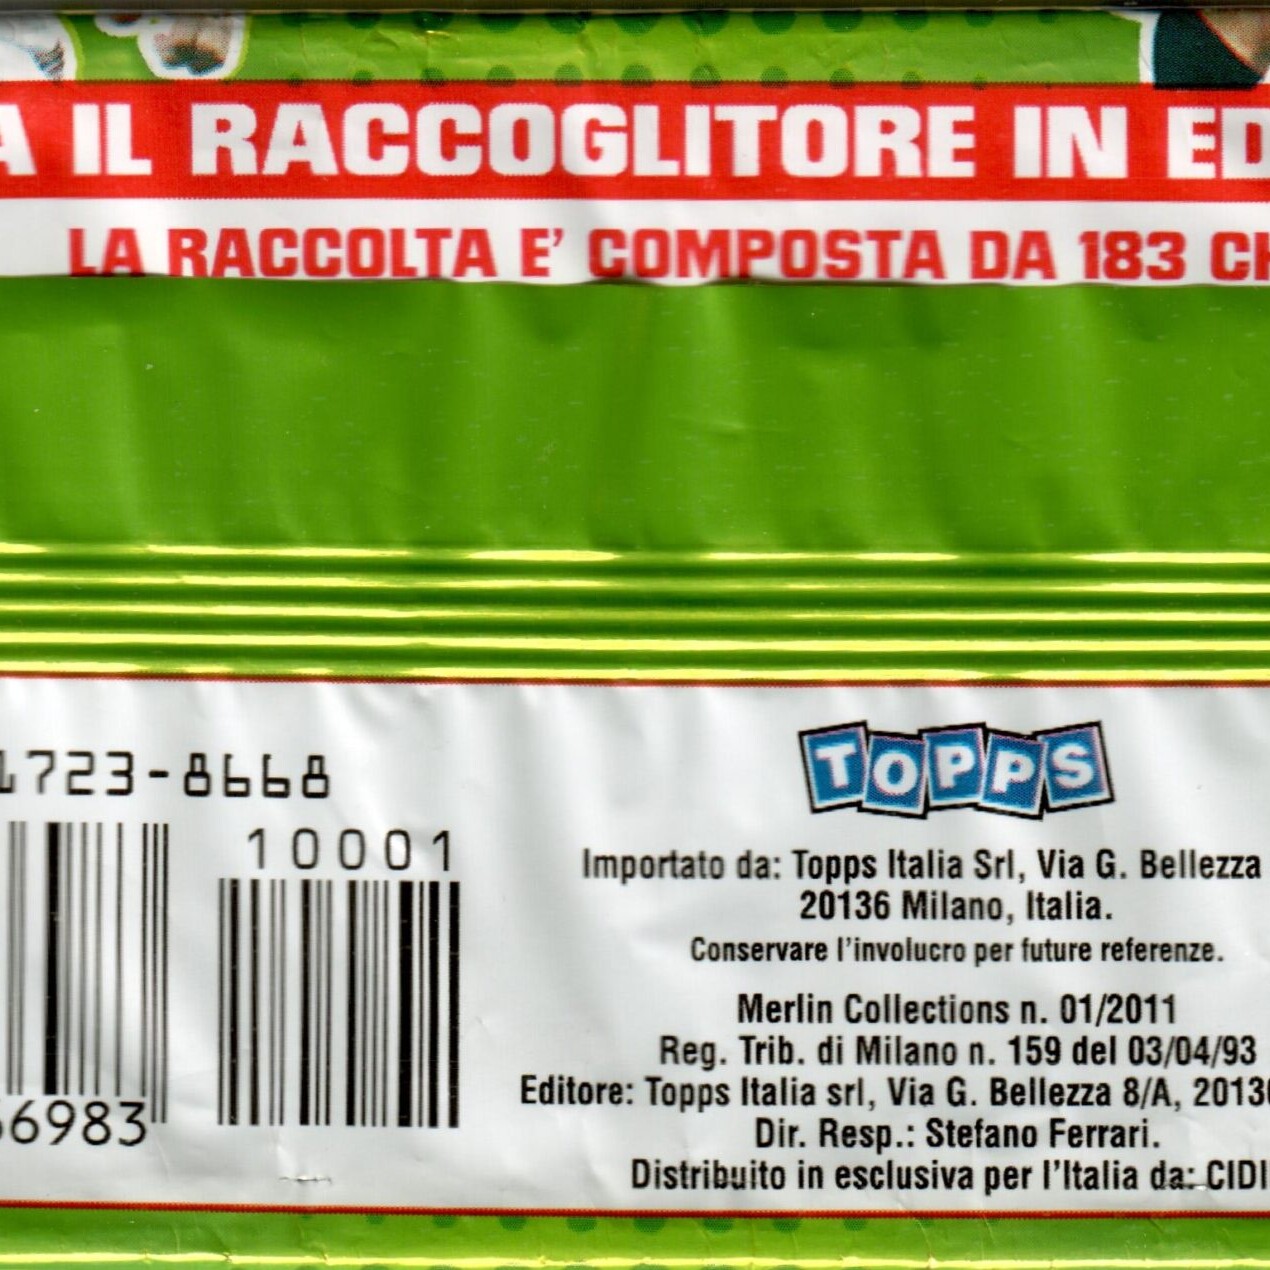 A IL RACCOGLITORE IN ED
LA RACCOLTA E' COMPOSTA DA 183 CH
1723-8668
10001
6983
TOPPS
Importato da: Topps Italia Srl, Via G. Bellezza
20136 Milano, Italia.
Conservare l'involucro per future referenze.
Merlin Collections n. 01/2011
Reg. Trib. di Milano n. 159 del 03/04/93
Editore: Topps Italia srl, Via G. Bellezza 8/A, 20136
Dir. Resp.: Stefano Ferrari.
Distribuito in esclusiva per l'Italia da: CIDI